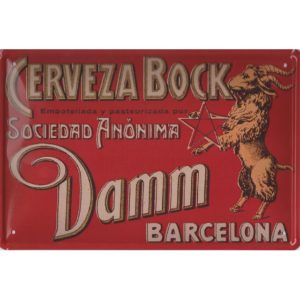 CERVEZA BOCK
Embotellada y pasteurizada por
SOCIEDAD ANÓNIMA
Damm
BARCELONA